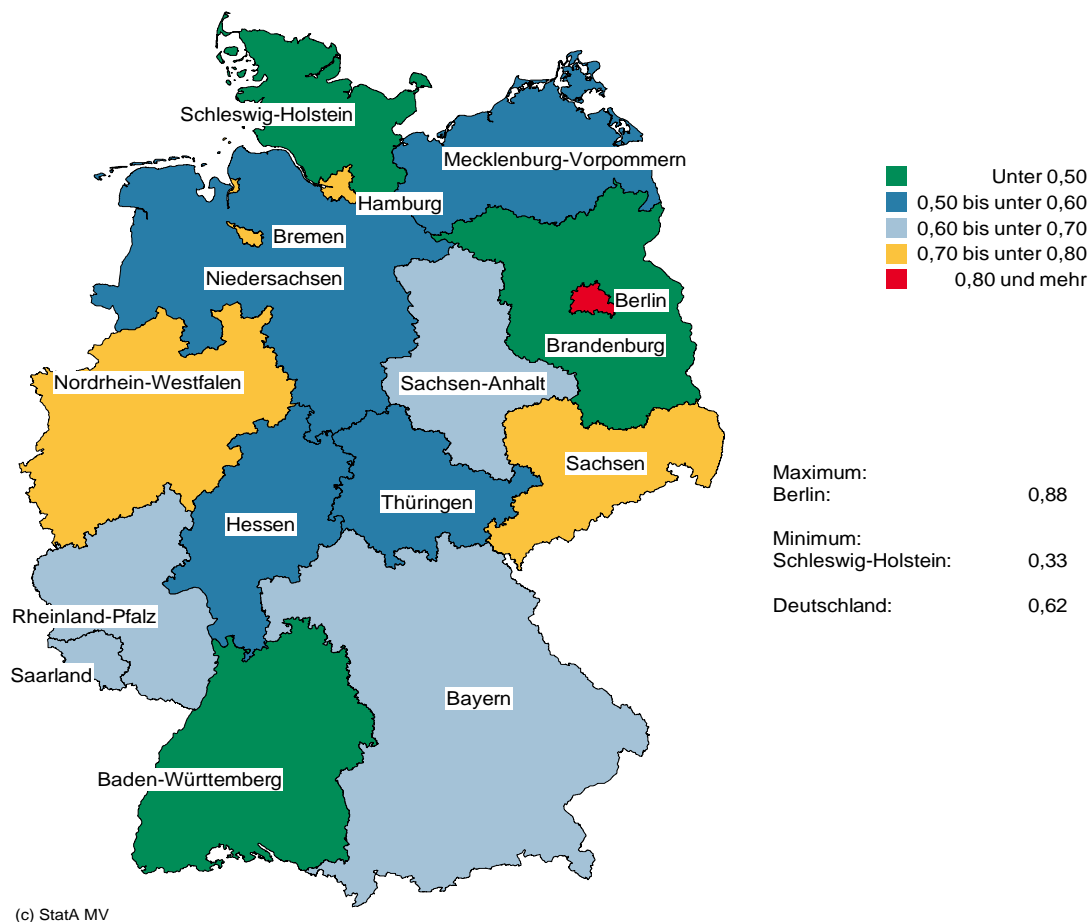 Schleswig-Holstein
Mecklenburg-Vorpommern
Hamburg
Bremen
Niedersachsen
Berlin
Brandenburg
Nordrhein-Westfalen
Sachsen-Anhalt
Sachsen
Thüringen
Hessen
Rheinland-Pfalz
Saarland
Bayern
Baden-Württemberg
Unter 0,50
0,50 bis unter 0,60
0,60 bis unter 0,70
0,70 bis unter 0,80
0,80 und mehr
Maximum:
Berlin: 0,88
Minimum:
Schleswig-Holstein: 0,33
Deutschland: 0,62
(c) StatA MV